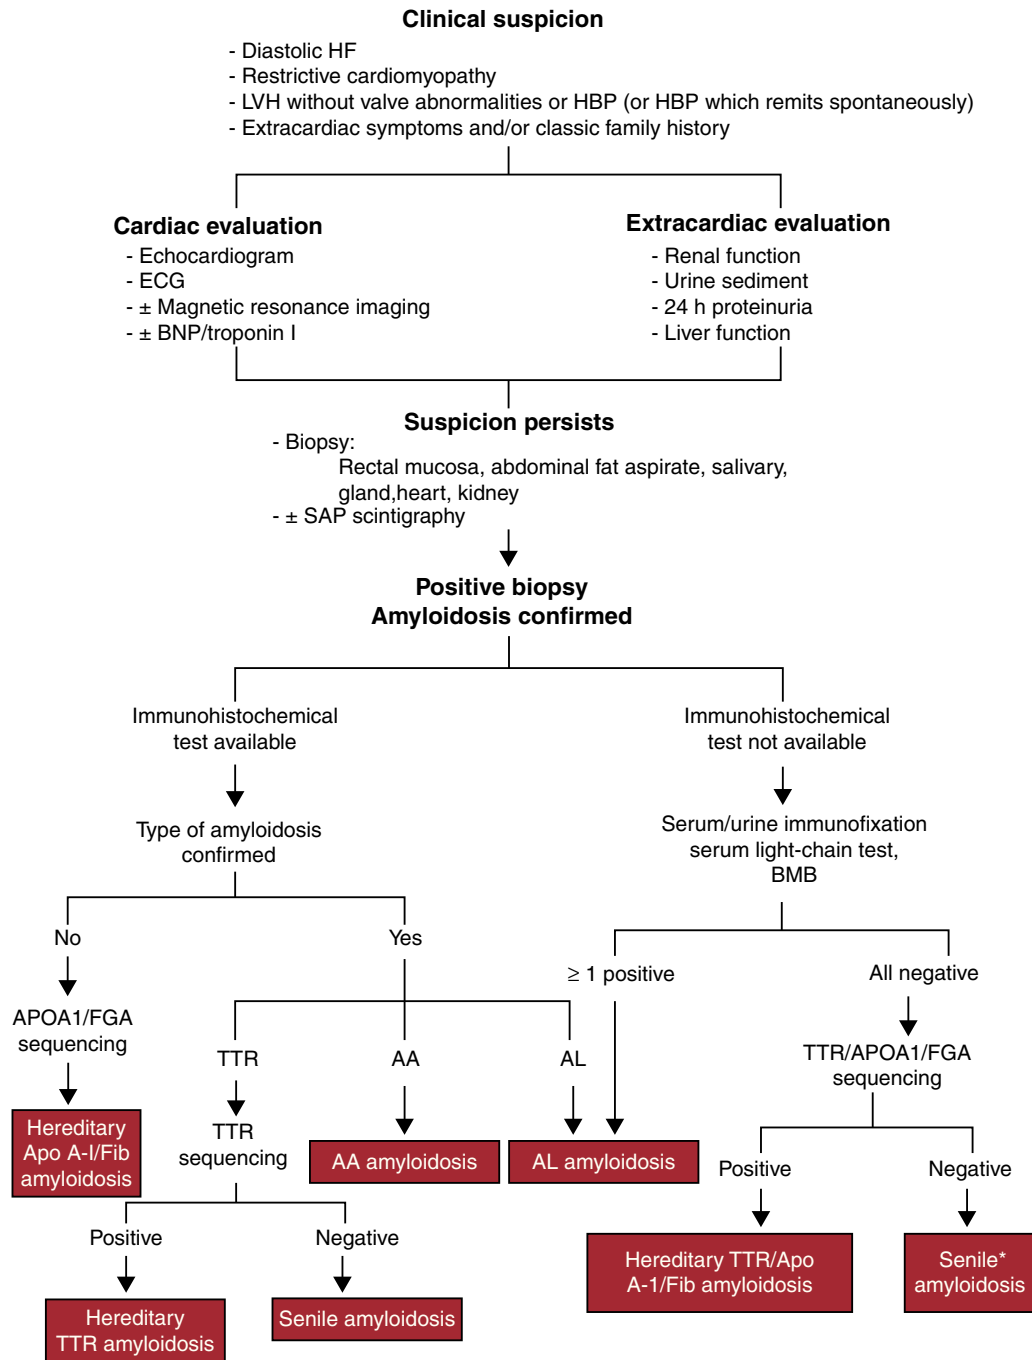 Clinical suspicion
- Diastolic HF
- Restrictive cardiomyopathy
- LVH without valve abnormalities or HBP (or HBP which remits spontaneously)
- Extracardiac symptoms and/or classic family history
Cardiac evaluation
- Echocardiogram
- ECG
- ± Magnetic resonance imaging
- ± BNP/troponin I
Extracardiac evaluation
- Renal function
- Urine sediment
- 24 h proteinuria
- Liver function
Suspicion persists
- Biopsy:
Rectal mucosa, abdominal fat aspirate, salivary,
gland,heart, kidney
- ± SAP scintigraphy
Positive biopsy
Amyloidosis confirmed
Immunohistochemical
test available
Immunohistochemical
test not available
Type of amyloidosis
confirmed
Serum/urine immunofixation
serum light-chain test,
BMB
No
Yes
≥ 1 positive
All negative
APOA1/FGA
sequencing
TTR
AA
AL
TTR/APOA1/FGA
sequencing
Hereditary
Apo A-I/Fib
amyloidosis
TTR
sequencing
AA amyloidosis
AL amyloidosis
Positive
Negative
Positive
Negative
Hereditary
TTR amyloidosis
Senile amyloidosis
Hereditary TTR/Apo
A-1/Fib amyloidosis
Senile*
amyloidosis